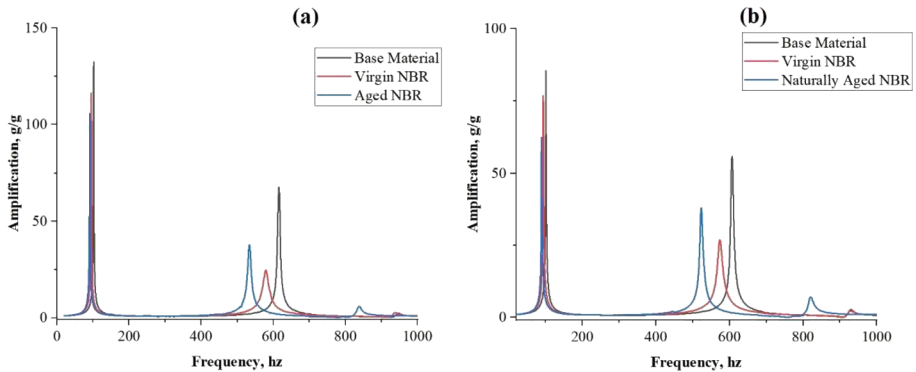 (a)
150
100
50
0
Amplification, g/g
Base Material
Virgin NBR
Aged NBR
0
200
400
600
800
1000
Frequency, hz
(b)
100
50
0
Amplification, g/g
Base Material
Virgin NBR
Naturally Aged NBR
200
400
600
800
1000
Frequency, hz